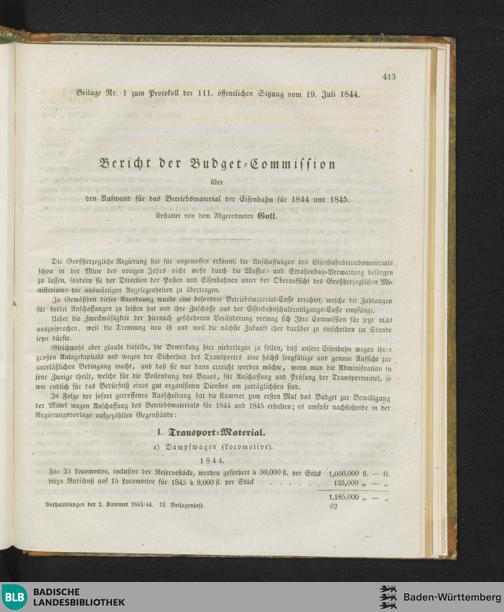 413
Beilage Nr. 1 zum Protokoll der 111. öffentlichen Sitzung vom 19. Juli 1844.
Bericht der Budget-Commission
über
den Aufwand für das Betriebsmaterial der Eisenbahn für 1844 und 1845.
Erstattet von dem Abgeordneten Goll.
Die Großherzogliche Regierung hat für angemessen erkannt, die Anschaffungen des Eisenbahnbetriebsmaterials
schon in der Mitte des vorigen Jahrs nicht mehr durch die Wasser- und Straßenbau-Verwaltung besorgen
zu lassen, sondern sie der Direction der Posten und Eisenbahnen unter der Oberaufsicht des Großherzoglichen Mi-
nisteriums der auswärtigen Angelegenheiten zu übertragen.
In Gemäßheit dieser Anordnung wurde eine besondere Betriebsmaterial-Casse errichtet, welche die Zahlungen
für derlei Anschaffungen zu leisten hat und ihre Zuschüsse aus der Eisenbahnschuldentilgungs-Casse empfängt.
Ueber die Zweckmäßigkeit der hiernach geschehenen Veränderung vermag sich Ihre Commission für jetzt nicht
auszusprechen, weil die Trennung neu ist und weil die nächste Zukunft eher darüber zu entscheiden im Stande
seyn dürfte.
Gleichwohl aber glaubt dieselbe, die Bemerkung hier niederlegen zu sollen, daß unsere Eisenbahn wegen ihres
großen Anlagekapitals und wegen der Sicherheit des Transportes eine höchst sorgfältige und genaue Aufsicht zur
unerläßlichen Bedingung macht, und daß sie nur dann erreicht werden möchte, wenn man die Administration in
jene Zweige theilt, welche für die Vollendung des Baues, für Anschaffung und Prüfung der Transportmittel, so
wie endlich für das Bedürfniß eines gut organisirten Dienstes am zuträglichsten sind.
In Folge der sofort getroffenen Ausscheidung hat die Kammer zum ersten Mal das Budget zur Bewilligung
der Mittel wegen Anschaffung des Betriebsmaterials für 1844 und 1845 erhalten; es umfaßt nachstehende in der
Regierungsvorlage aufgezählten Gegenstände:
I. Transport-Material.
a) Dampfwagen (Locomotive).
1844.
Für 35 Locomotive, inclusive der Reservestücke, werden gefordert à 30,000 fl. per Stück 1,050,000 fl. — kr.
hiezu Vorschuß auf 15 Locomotive für 1845 à 9,000 fl. per Stück . . . . . . 135,000 „ — „
1,185,000 „ — „
Verhandlungen der 2. Kammer 1843/44. 12. Beilagenheft. 62
BLB BADISCHE
LANDESBIBLIOTHEK
Baden-Württemberg